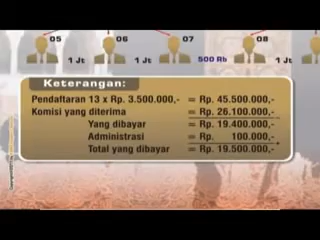 05 06 07 08
1 Jt 1 Jt 500 Rb 1 Jt
Keterangan:
Pendaftaran 13 x Rp. 3.500.000,- = Rp. 45.500.000,-
Komisi yang diterima = Rp. 26.100.000,-
Yang dibayar = Rp. 19.400.000,-
Administrasi = Rp. 100.000,-
Total yang dibayar = Rp. 19.500.000,-